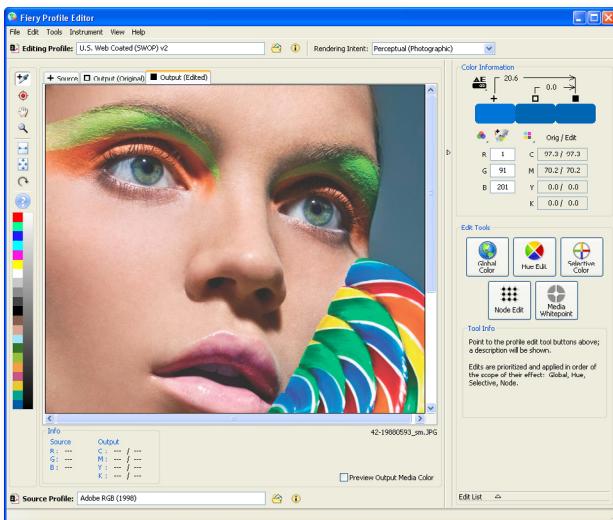 Fiery Profile Editor
File Edit Tools Instrument View Help
Editing Profile: U.S. Web Coated (SWOP) v2 Rendering Intent: Perceptual (Photographic)
Source Output (Original) Output (Edited)
Color Information
ΔE 20.6
0.0
Orig / Edit
R 1 C 97.3 / 97.3
G 91 M 70.2 / 70.2
B 201 Y 0.0 / 0.0
K 0.0 / 0.0
Edit Tools
Global Color
Hue Edit
Selective Color
Node Edit
Media Whitepoint
Tool Info
Point to the profile edit tool buttons above;
a description will be shown.
Edits are prioritized and applied in order of
the scope of their effect: Global, Hue,
Selective, Node.
Info
42-19880593_sm.JPG
Source Output
R: --- C: --- / ---
G: --- M: --- / ---
B: --- Y: --- / ---
K: --- / ---
Preview Output Media Color
Source Profile: Adobe RGB (1998)
Edit List